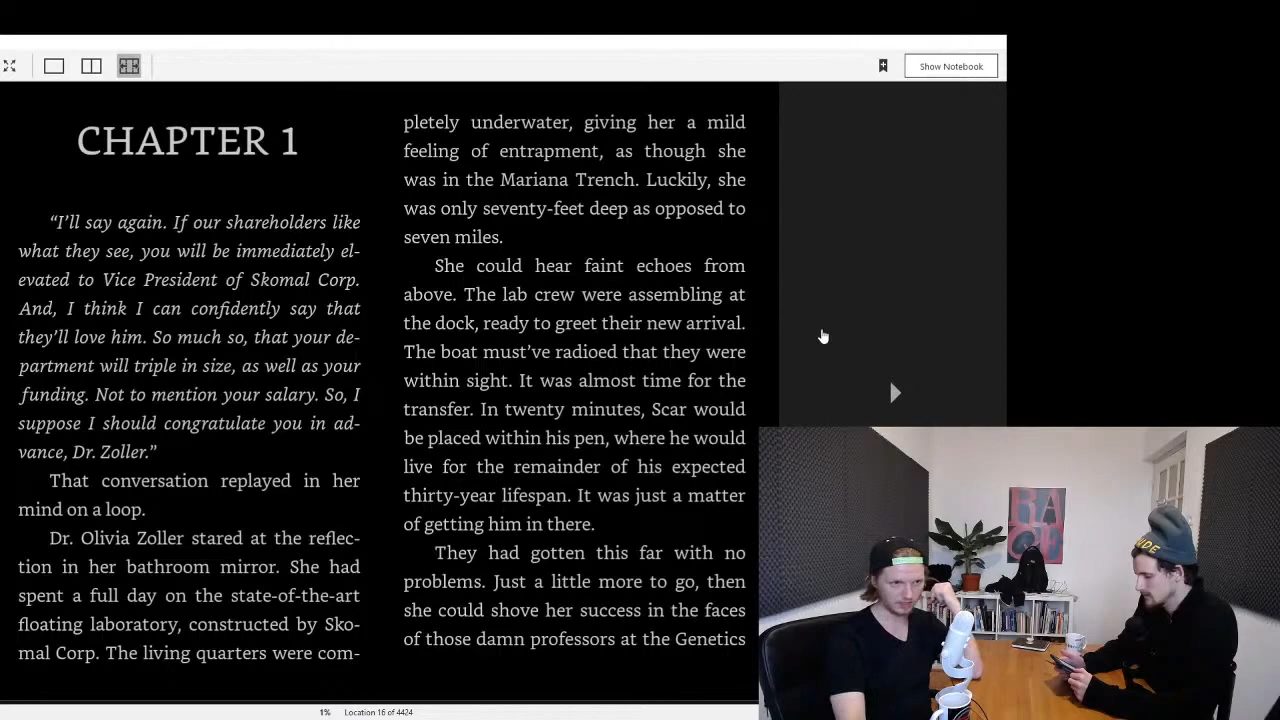 Show Notebook
CHAPTER 1
“I’ll say again. If our shareholders like
what they see, you will be immediately el-
evated to Vice President of Skomal Corp.
And, I think I can confidently say that
they’ll love him. So much so, that your de-
partment will triple in size, as well as your
funding. Not to mention your salary. So, I
suppose I should congratulate you in ad-
vance, Dr. Zoller.”
That conversation replayed in her
mind on a loop.
Dr. Olivia Zoller stared at the reflec-
tion in her bathroom mirror. She had
spent a full day on the state-of-the-art
floating laboratory, constructed by Sko-
mal Corp. The living quarters were com-
pletely underwater, giving her a mild
feeling of entrapment, as though she
was in the Mariana Trench. Luckily, she
was only seventy-feet deep as opposed to
seven miles.
She could hear faint echoes from
above. The lab crew were assembling at
the dock, ready to greet their new arrival.
The boat must’ve radioed that they were
within sight. It was almost time for the
transfer. In twenty minutes, Scar would
be placed within his pen, where he would
live for the remainder of his expected
thirty-year lifespan. It was just a matter
of getting him in there.
They had gotten this far with no
problems. Just a little more to go, then
she could shove her success in the faces
of those damn professors at the Genetics
1% Location 16 of 4424
RA
GE